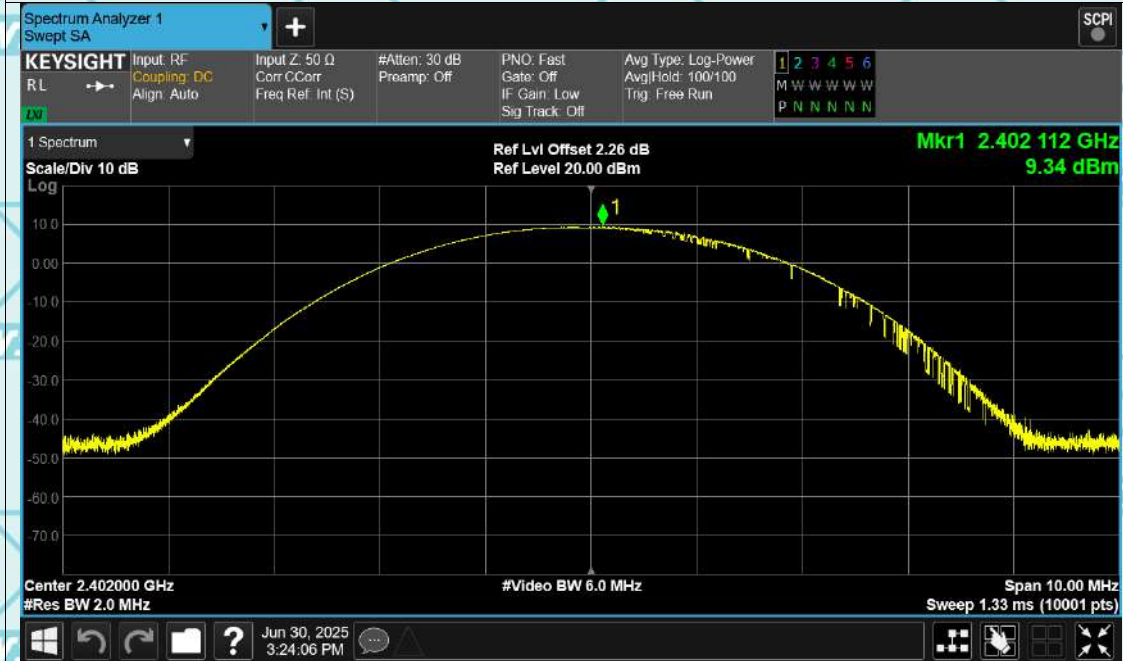 Spectrum Analyzer 1
Swept SA
+
SCPI
KEYSIGHT
RL
LXI
Input: RF
Coupling: DC
Align: Auto
Input Z: 50 Ω
Corr CCorr
Freq Ref: Int (S)
#Atten: 30 dB
Preamp: Off
PNO: Fast
Gate: Off
IF Gain: Low
Sig Track: Off
Avg Type: Log-Power
Avg|Hold: 100/100
Trig: Free Run
1 2 3 4 5 6
M W W W W W
P N N N N N
1 Spectrum
Scale/Div 10 dB
Log
Ref Lvl Offset 2.26 dB
Ref Level 20.00 dBm
Mkr1 2.402 112 GHz
9.34 dBm
1
10.0
0.00
-10.0
-20.0
-30.0
-40.0
-50.0
-60.0
-70.0
Center 2.402000 GHz
#Res BW 2.0 MHz
#Video BW 6.0 MHz
Span 10.00 MHz
Sweep 1.33 ms (10001 pts)
?
Jun 30, 2025
3:24:06 PM